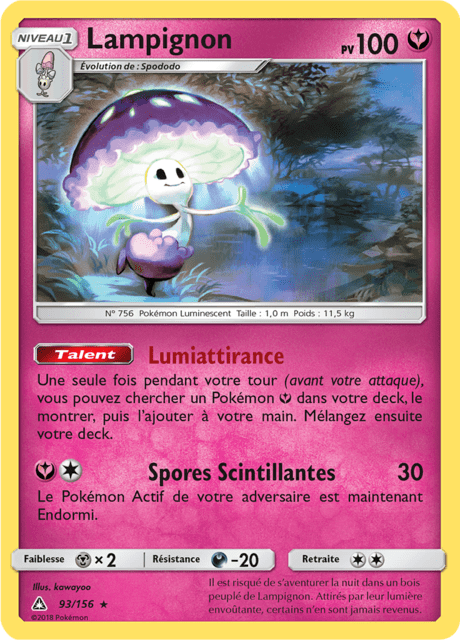 NIVEAU 1
Lampignon
PV 100
Évolution de : Spododo
N° 756 Pokémon Luminescent Taille : 1,0 m Poids : 11,5 kg
Talent Lumiattirance
Une seule fois pendant votre tour (avant votre attaque),
vous pouvez chercher un Pokémon dans votre deck, le
montrer, puis l'ajouter à votre main. Mélangez ensuite
votre deck.
Spores Scintillantes 30
Le Pokémon Actif de votre adversaire est maintenant
Endormi.
Faiblesse × 2 Résistance -20 Retraite
Illus. kawayoo
93/156 ★
©2018 Pokémon
Il est risqué de s'aventurer la nuit dans un bois
peuplé de Lampignon. Attirés par leur lumière
envoûtante, certains n'en sont jamais revenus.